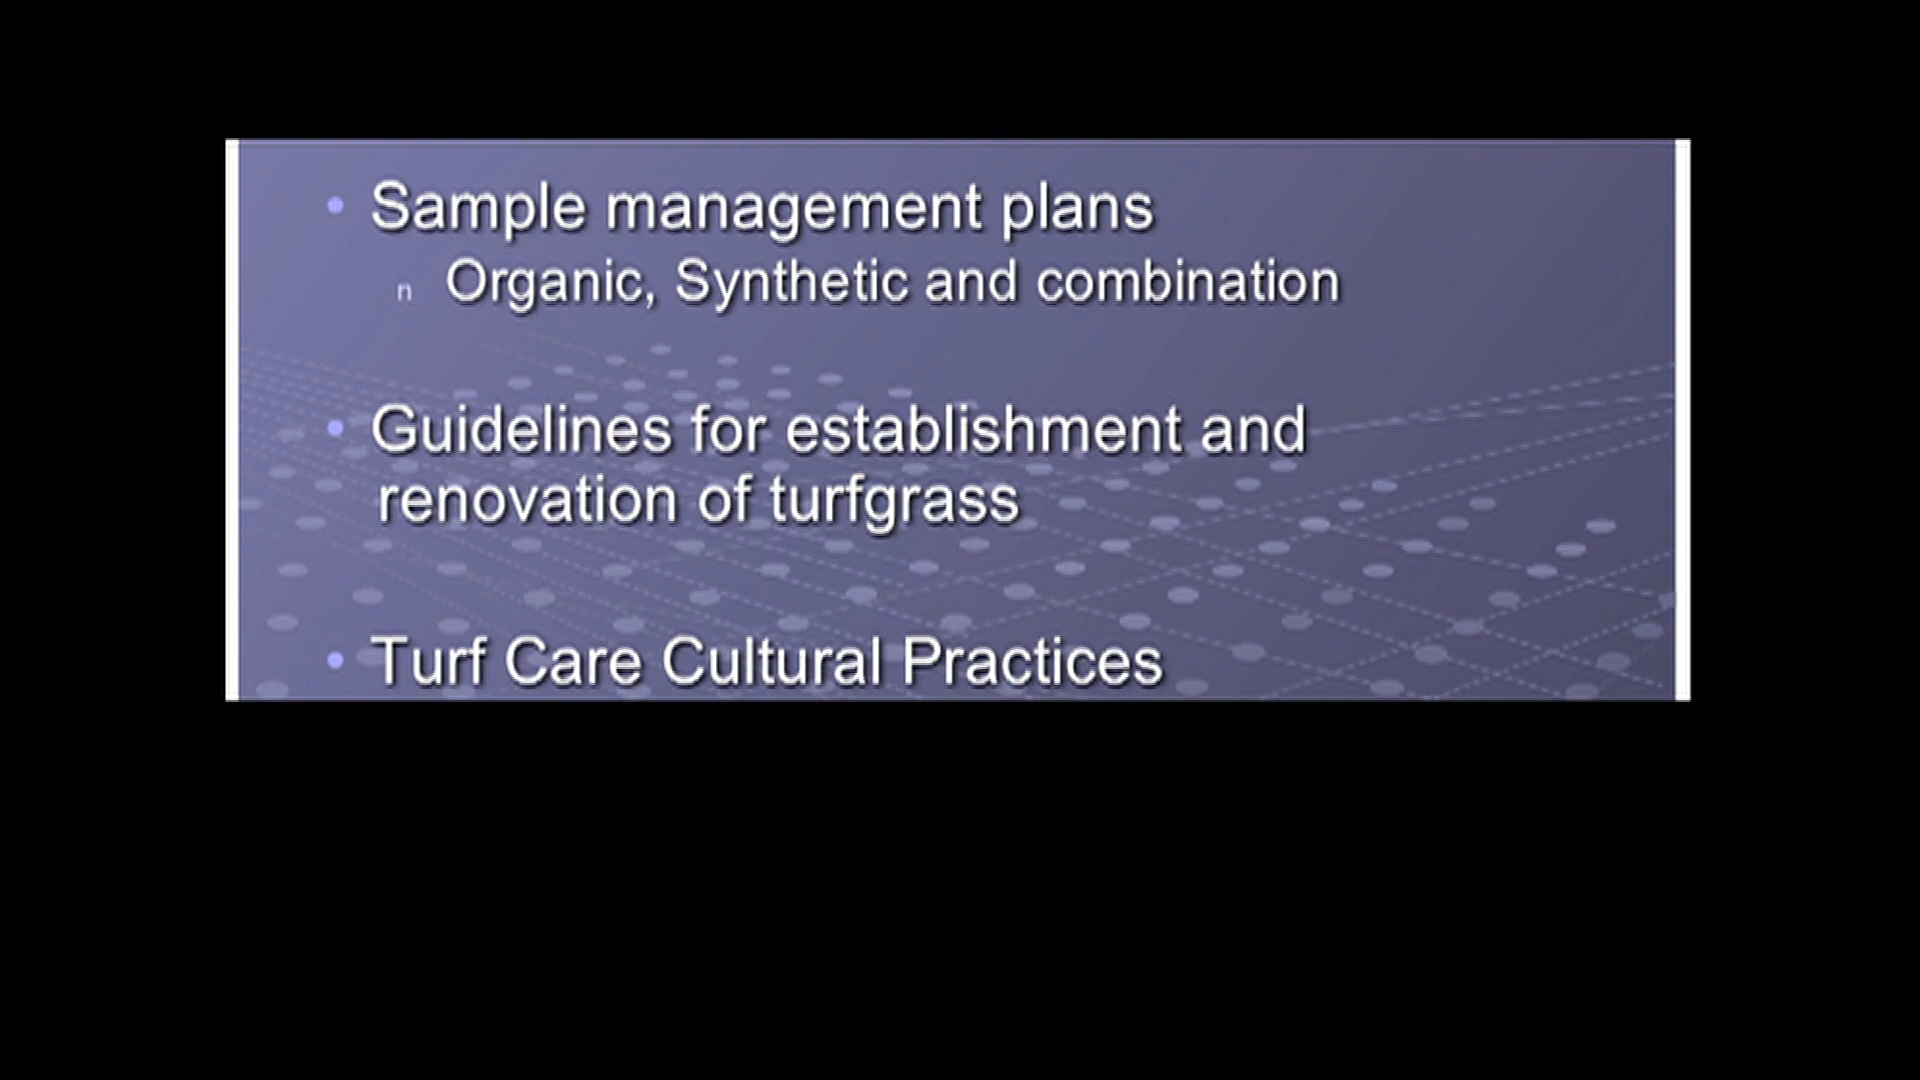 • Sample management plans
n Organic, Synthetic and combination
• Guidelines for establishment and
renovation of turfgrass
• Turf Care Cultural Practices